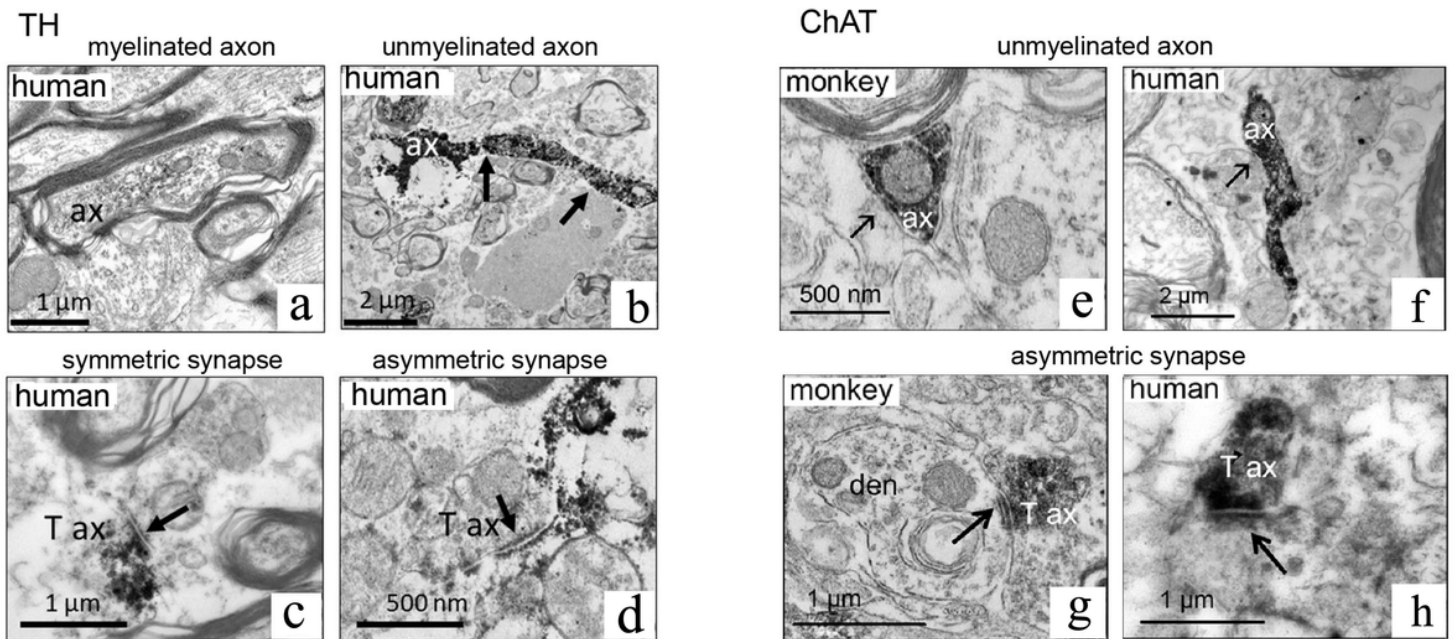 TH
myelinated axon
unmyelinated axon
human
ax
1 µm
a
human
ax
2 µm
b
symmetric synapse
asymmetric synapse
human
T ax
1 µm
c
human
T ax
500 nm
d
ChAT
unmyelinated axon
monkey
ax
500 nm
e
human
ax
2 µm
f
asymmetric synapse
monkey
den
T ax
1 µm
g
human
T ax
1 µm
h